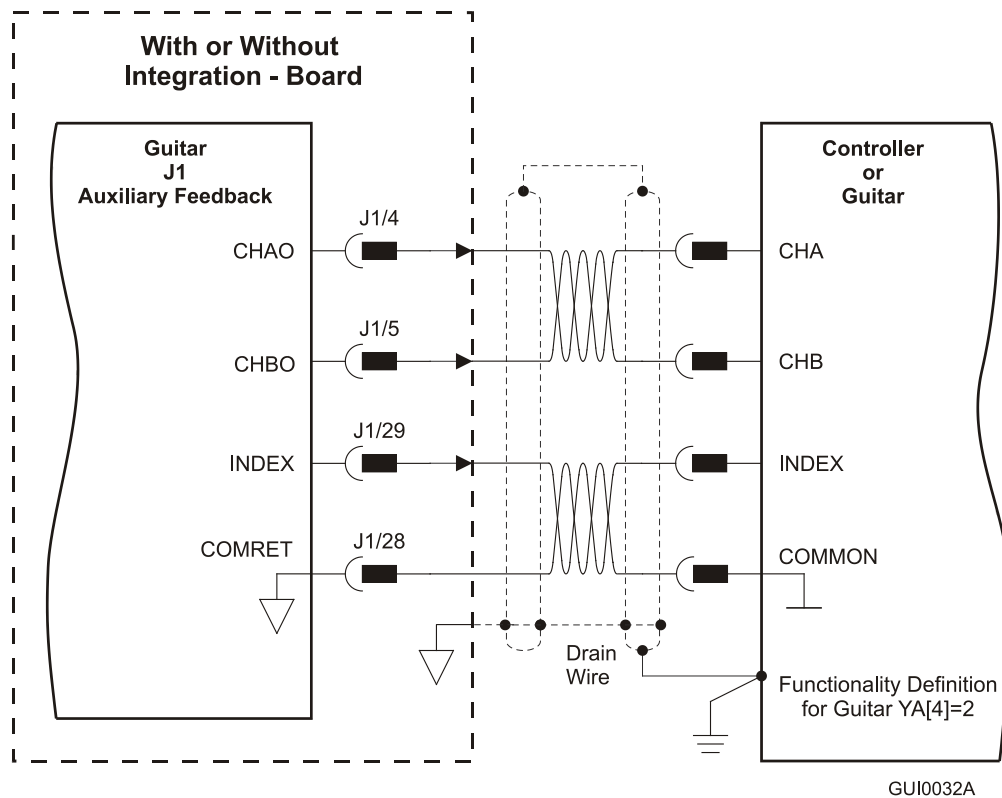 With or Without
Integration - Board
Guitar
J1
Auxiliary Feedback
Controller
or
Guitar
J1/4
CHAO
CHA
J1/5
CHBO
CHB
J1/29
INDEX
INDEX
J1/28
COMRET
COMMON
Drain
Wire
Functionality Definition
for Guitar YA[4]=2
GUI0032A